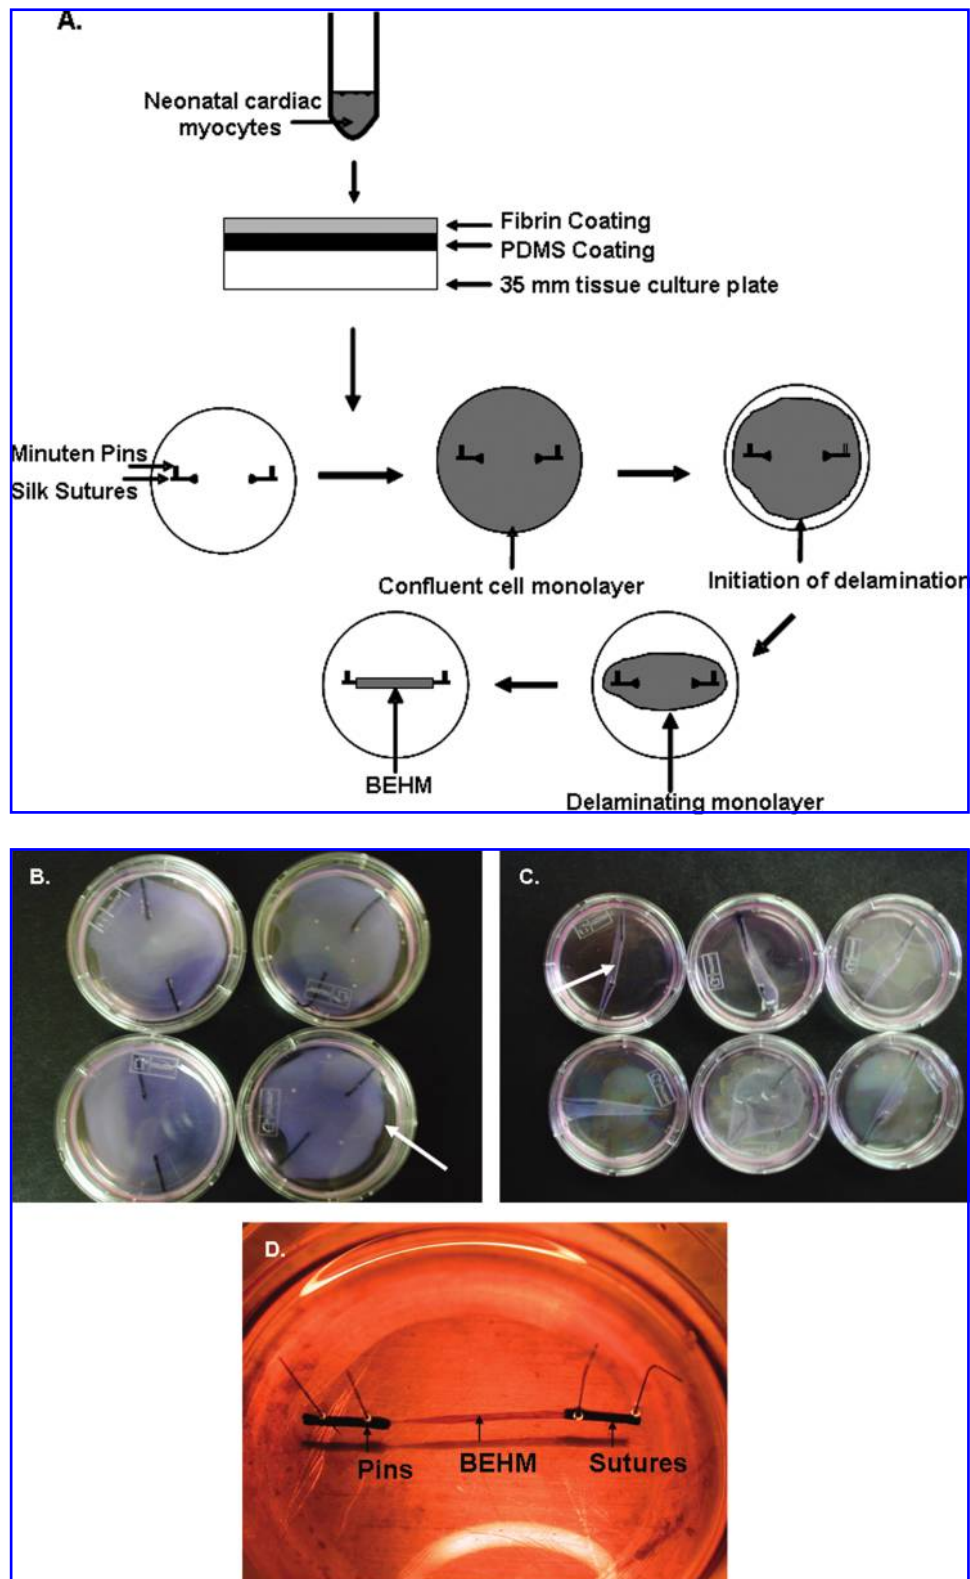 A.
Neonatal cardiac
myocytes
Fibrin Coating
PDMS Coating
35 mm tissue culture plate
Minuten Pins
Silk Sutures
Confluent cell monolayer
Initiation of delamination
BEHM
Delaminating monolayer
B.
C.
D.
Pins
BEHM
Sutures